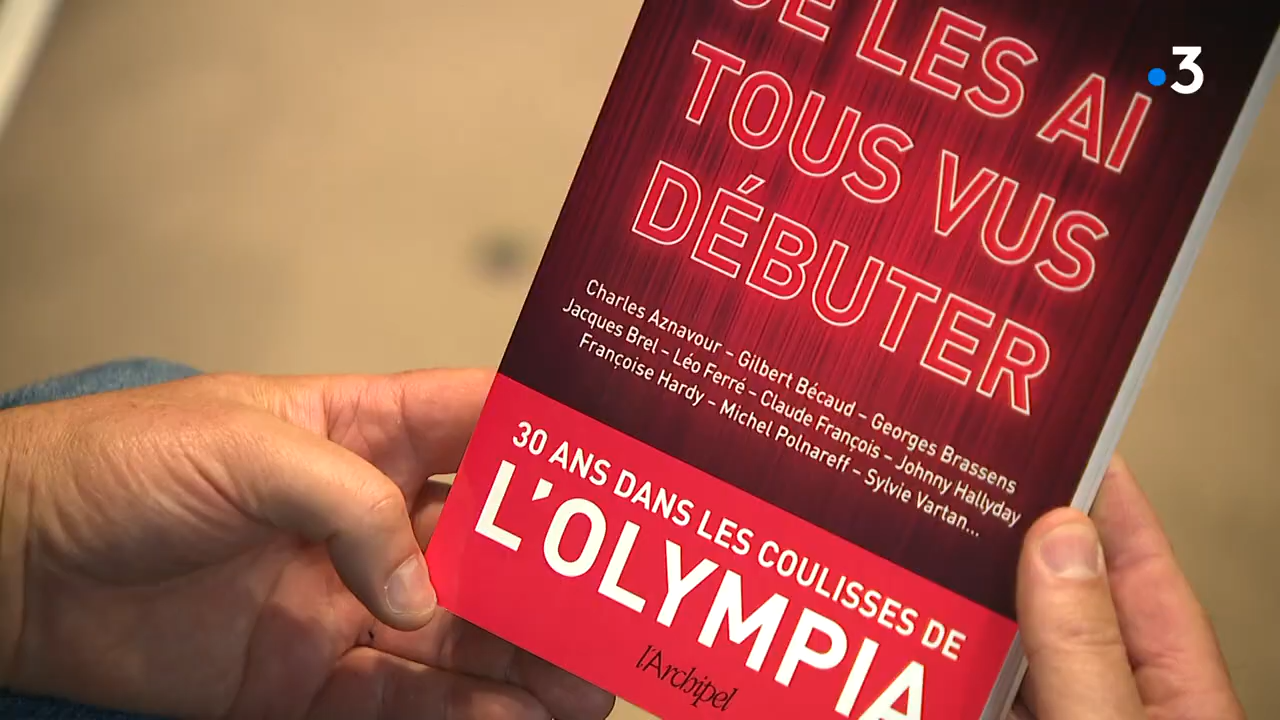 JE LES AI
TOUS VUS
DÉBUTER
Charles Aznavour – Gilbert Bécaud – Georges Brassens
Jacques Brel – Léo Ferré – Claude François – Johnny Hallyday
Françoise Hardy – Michel Polnareff – Sylvie Vartan...
30 ANS DANS LES COULISSES DE
L'OLYMPIA
l'Archipel
3